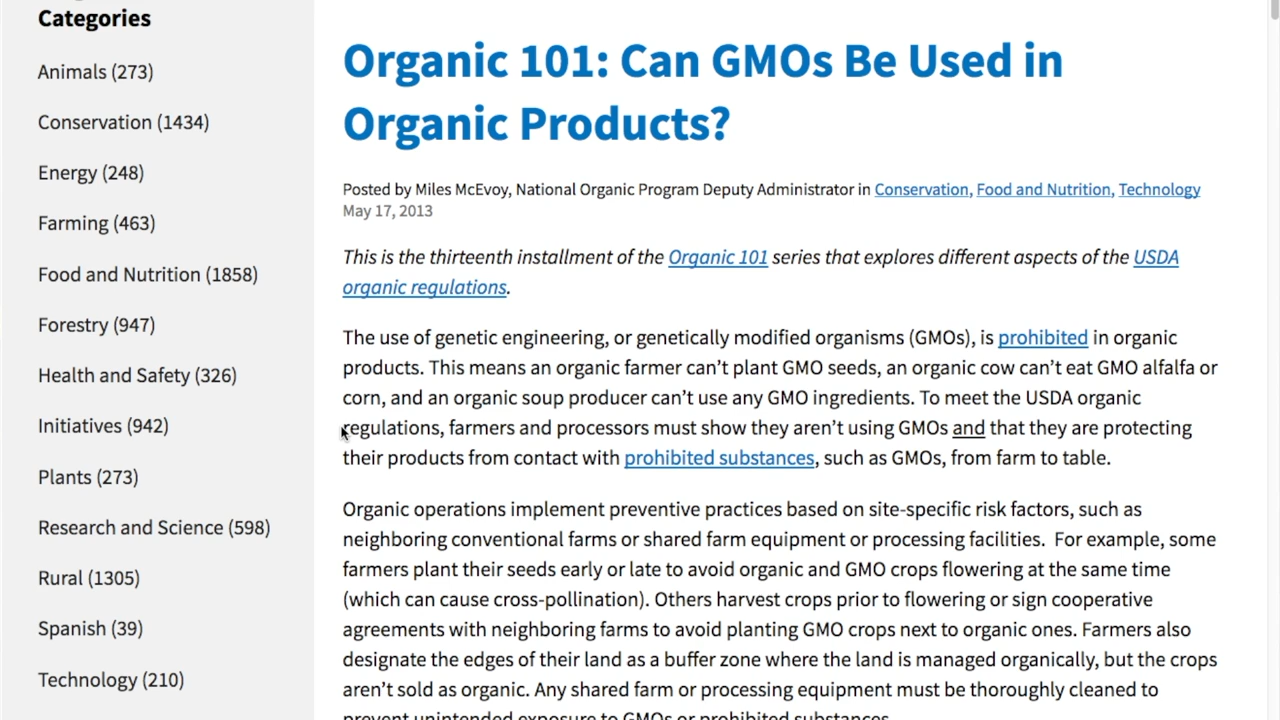 Categories
Animals (273)
Conservation (1434)
Energy (248)
Farming (463)
Food and Nutrition (1858)
Forestry (947)
Health and Safety (326)
Initiatives (942)
Plants (273)
Research and Science (598)
Rural (1305)
Spanish (39)
Technology (210)
Organic 101: Can GMOs Be Used in
Organic Products?
Posted by Miles McEvoy, National Organic Program Deputy Administrator in Conservation, Food and Nutrition, Technology
May 17, 2013
This is the thirteenth installment of the Organic 101 series that explores different aspects of the USDA
organic regulations.
The use of genetic engineering, or genetically modified organisms (GMOs), is prohibited in organic
products. This means an organic farmer can’t plant GMO seeds, an organic cow can’t eat GMO alfalfa or
corn, and an organic soup producer can’t use any GMO ingredients. To meet the USDA organic
regulations, farmers and processors must show they aren’t using GMOs and that they are protecting
their products from contact with prohibited substances, such as GMOs, from farm to table.
Organic operations implement preventive practices based on site-specific risk factors, such as
neighboring conventional farms or shared farm equipment or processing facilities.  For example, some
farmers plant their seeds early or late to avoid organic and GMO crops flowering at the same time
(which can cause cross-pollination). Others harvest crops prior to flowering or sign cooperative
agreements with neighboring farms to avoid planting GMO crops next to organic ones. Farmers also
designate the edges of their land as a buffer zone where the land is managed organically, but the crops
aren’t sold as organic. Any shared farm or processing equipment must be thoroughly cleaned to
prevent unintended exposure to GMOs or prohibited substances.